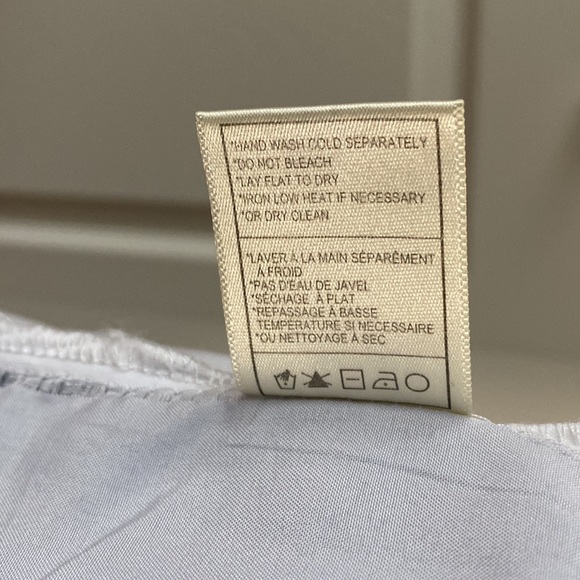 *HAND WASH COLD SEPARATELY
*DO NOT BLEACH
*LAY FLAT TO DRY
*IRON LOW HEAT IF NECESSARY
*OR DRY CLEAN
*LAVER A LA MAIN SÉPARÉMENT
À FROID
*PAS D'EAU DE JAVEL
*SÉCHAGE À PLAT
*REPASSAGE À BASSE
TEMPÉRATURE SI NECESSAIRE
*OU NETTOYAGE À SEC